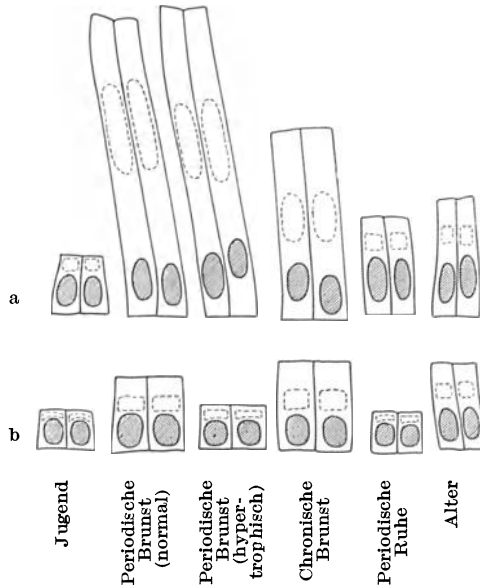 a
b
Jugend
Periodische
Brunst
(normal)
Periodische
Brunst
(hyper-
trophisch)
Chronische
Brunst
Periodische
Ruhe
Alter